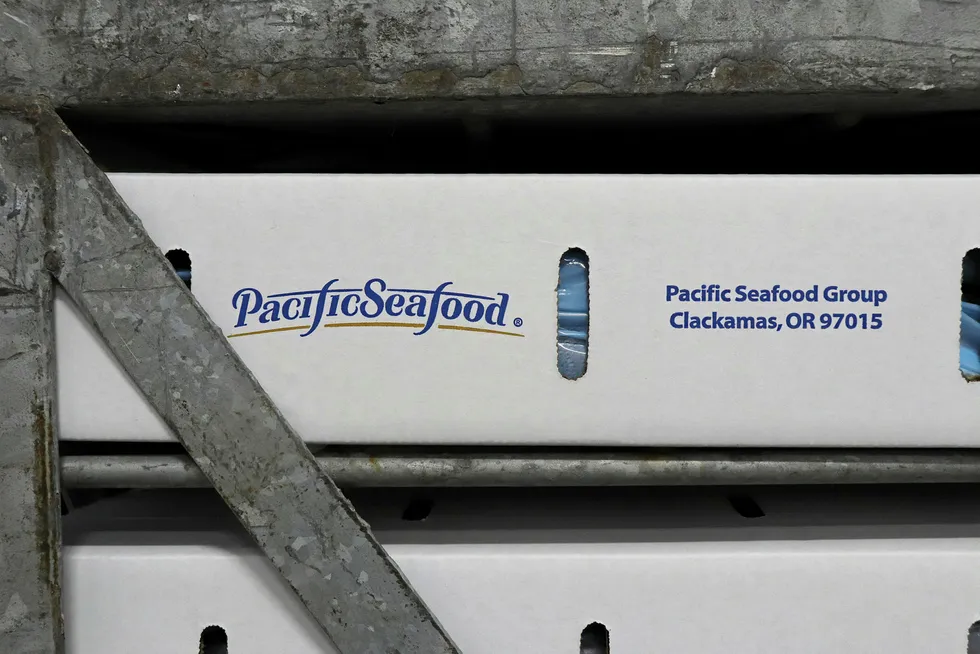 PacificSeafood®
Pacific Seafood Group
Clackamas, OR 97015